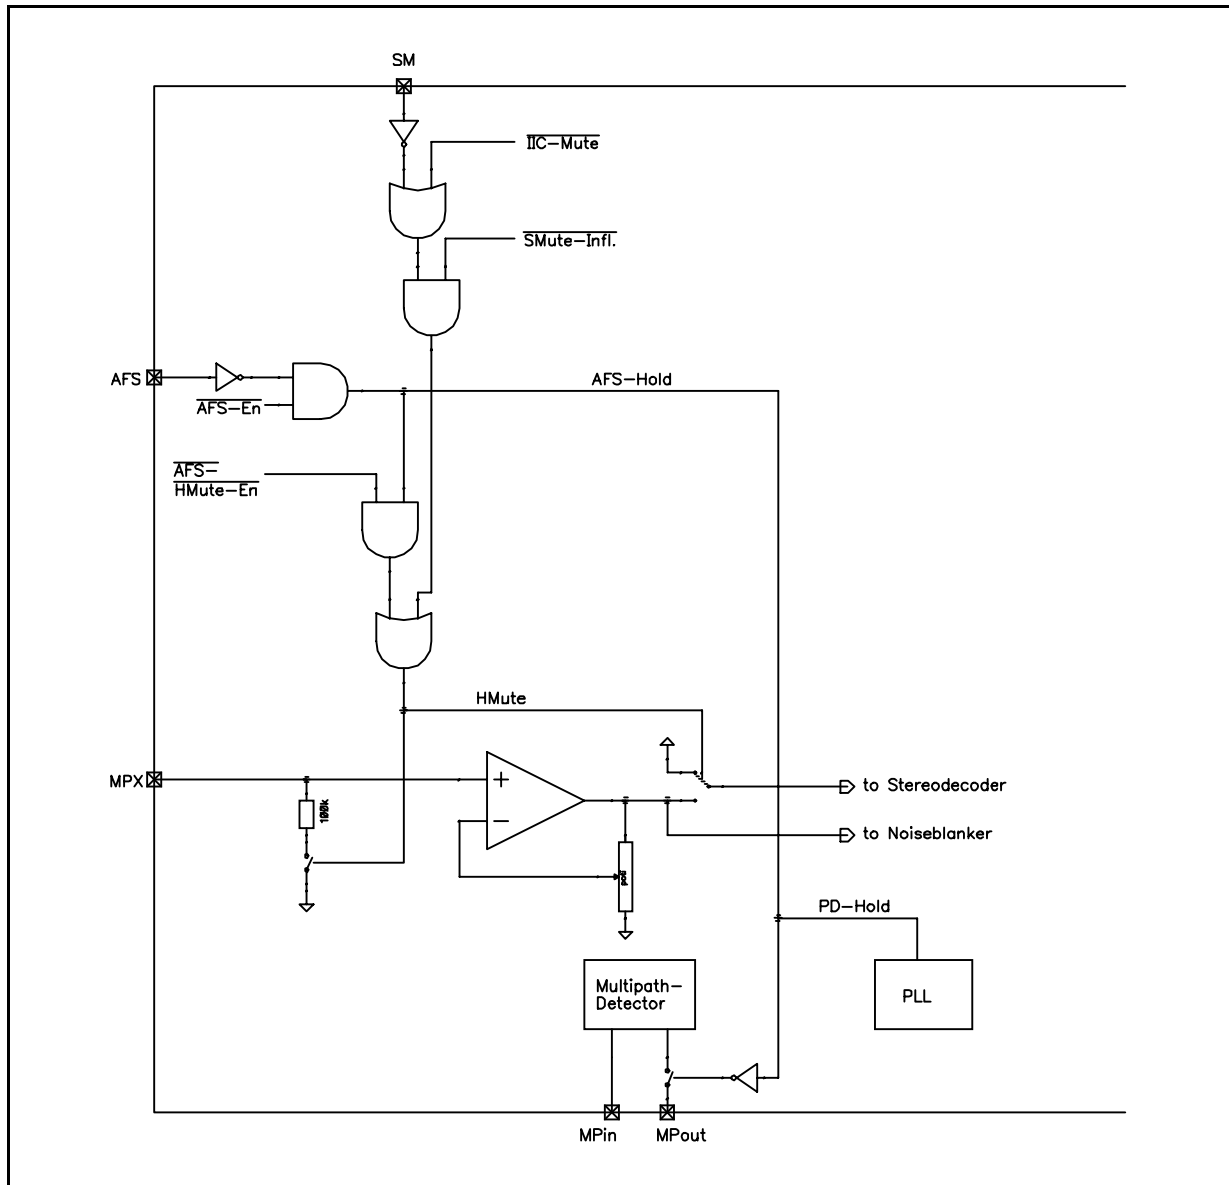 SM
IIC-Mute
SMute-Infl.
AFS
AFS-En
AFS-Hold
AFS-
HMute-En
HMute
MPX
100k
+
−
to Stereodecoder
to Noiseblanker
poti
PD-Hold
Multipath-
Detector
PLL
MPin
MPout